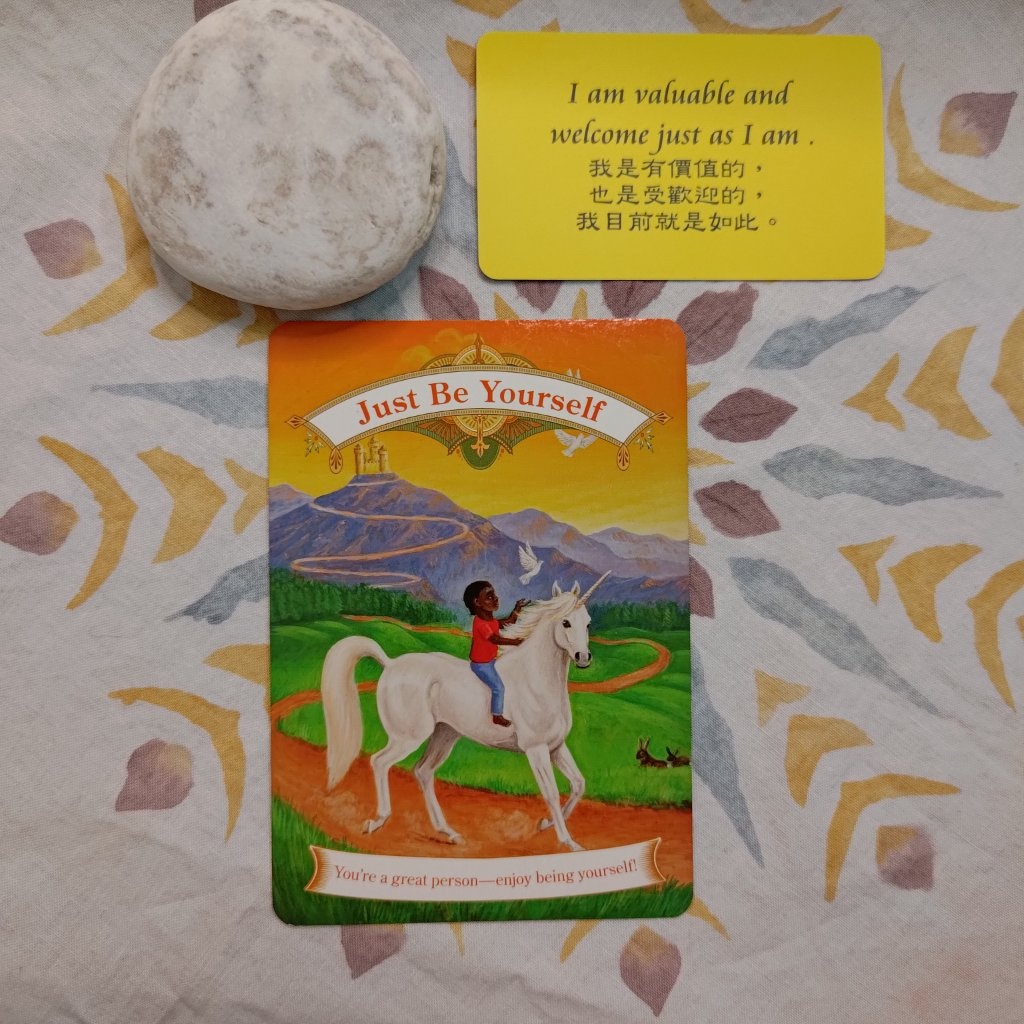 I am valuable and
welcome just as I am .
我是有價值的，
也是受歡迎的，
我目前就是如此。
Just Be Yourself
You're a great person—enjoy being yourself!